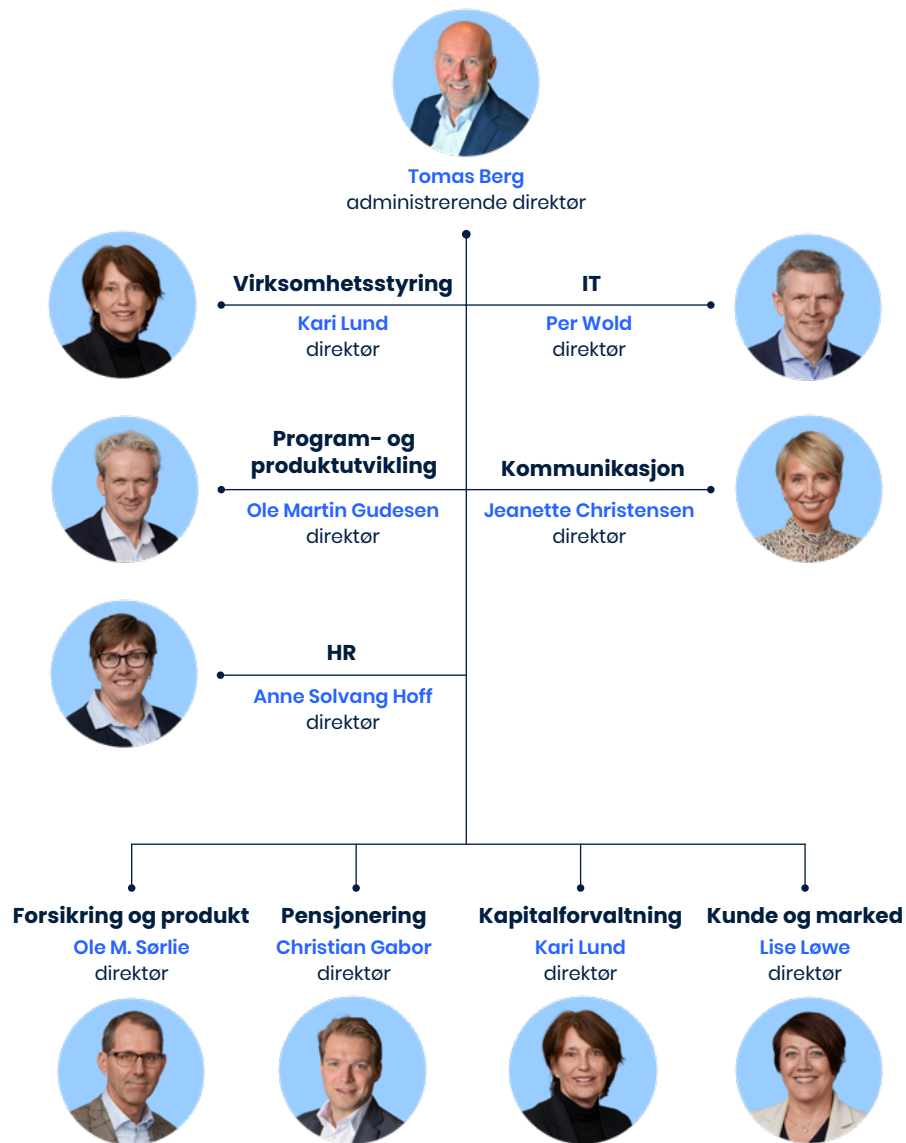 Tomas Berg
administrerende direktør
Virksomhetsstyring
Kari Lund
direktør
IT
Per Wold
direktør
Program- og
produktutvikling
Ole Martin Gudesen
direktør
Kommunikasjon
Jeanette Christensen
direktør
HR
Anne Solvang Hoff
direktør
Forsikring og produkt
Ole M. Sørlie
direktør
Pensjonering
Christian Gabor
direktør
Kapitalforvaltning
Kari Lund
direktør
Kunde og marked
Lise Løwe
direktør